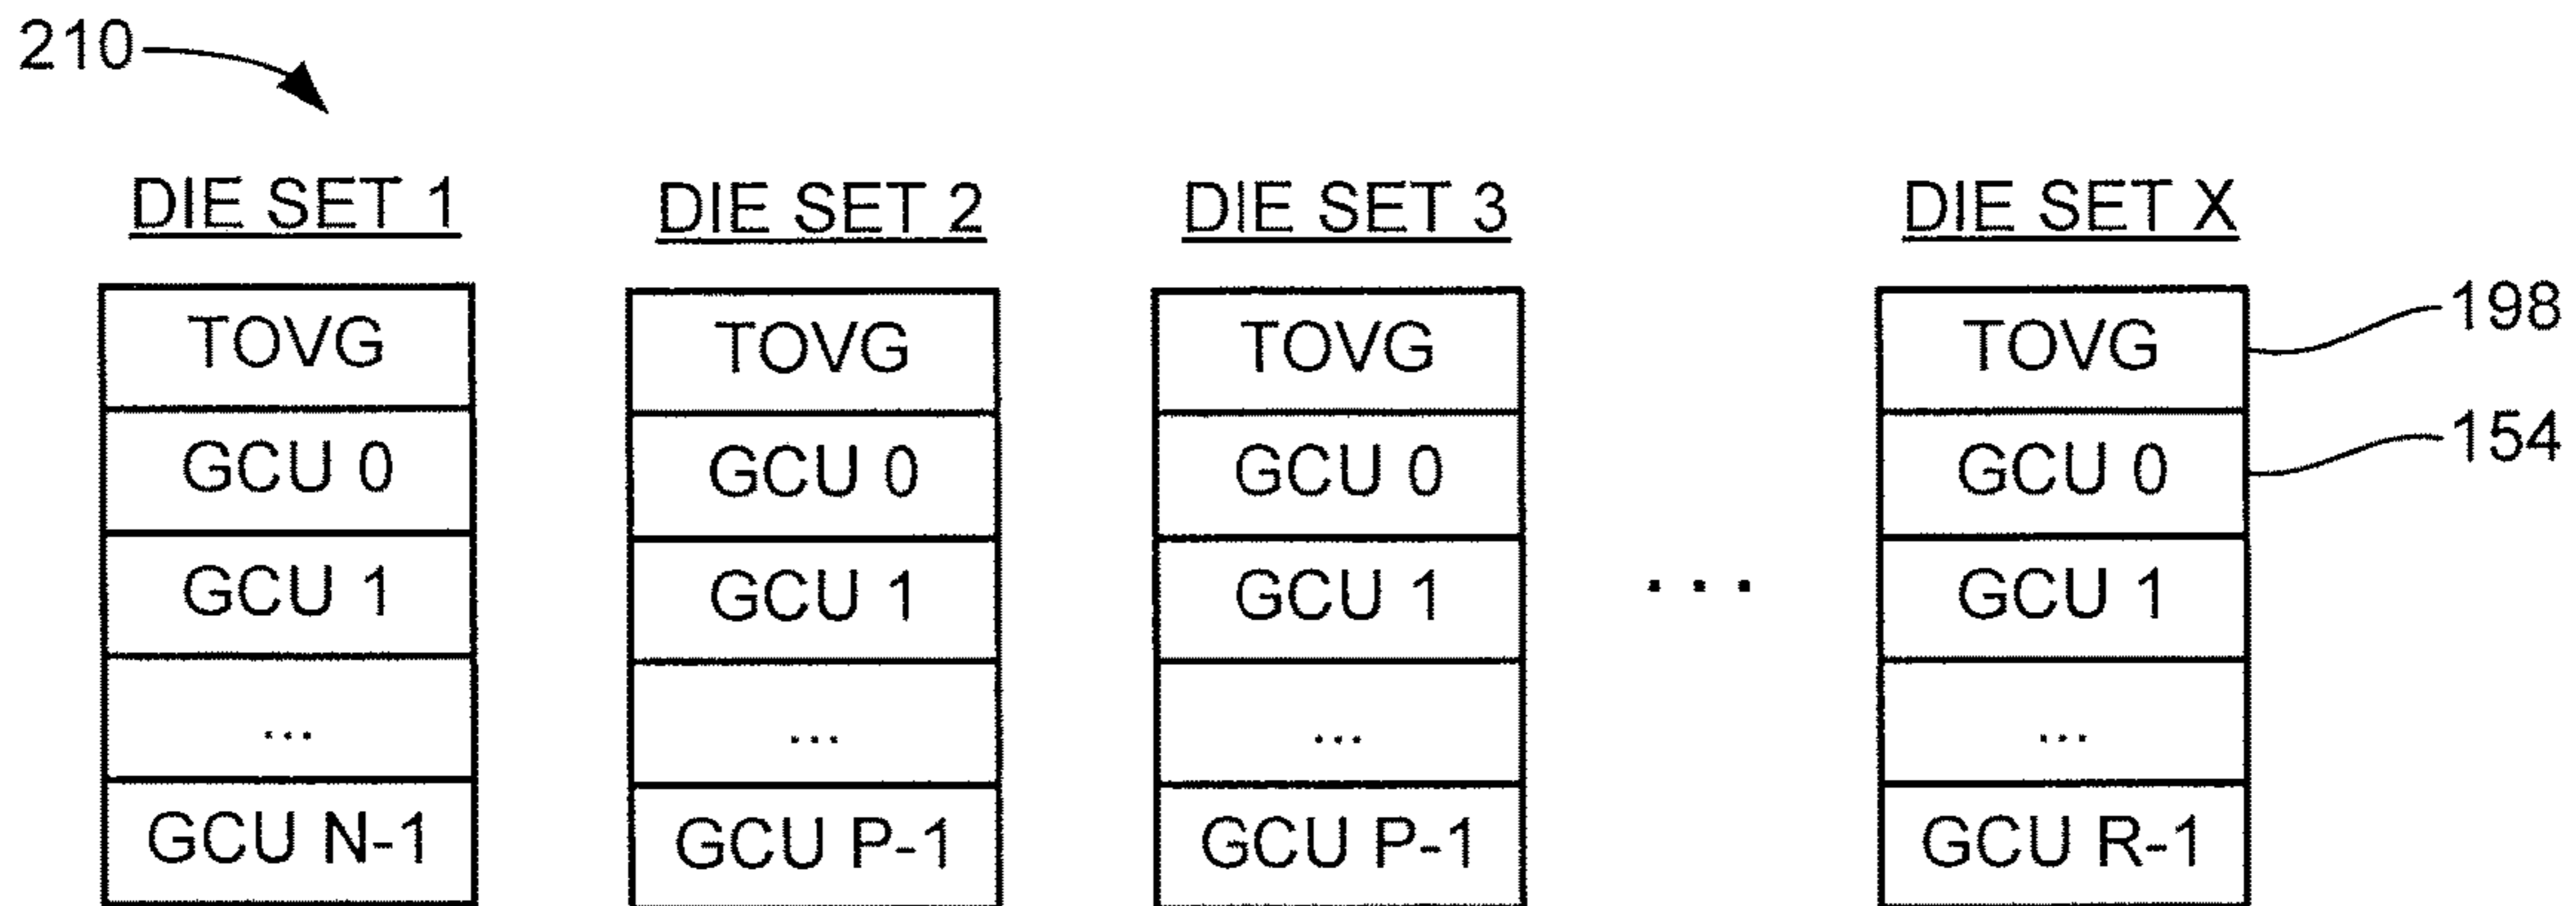 210
DIE SET 1 DIE SET 2 DIE SET 3 DIE SET X
TOVG TOVG TOVG TOVG 198
GCU 0 GCU 0 GCU 0 GCU 0 154
GCU 1 GCU 1 GCU 1 ... GCU 1
... ... ... ...
GCU N-1 GCU P-1 GCU P-1 GCU R-1